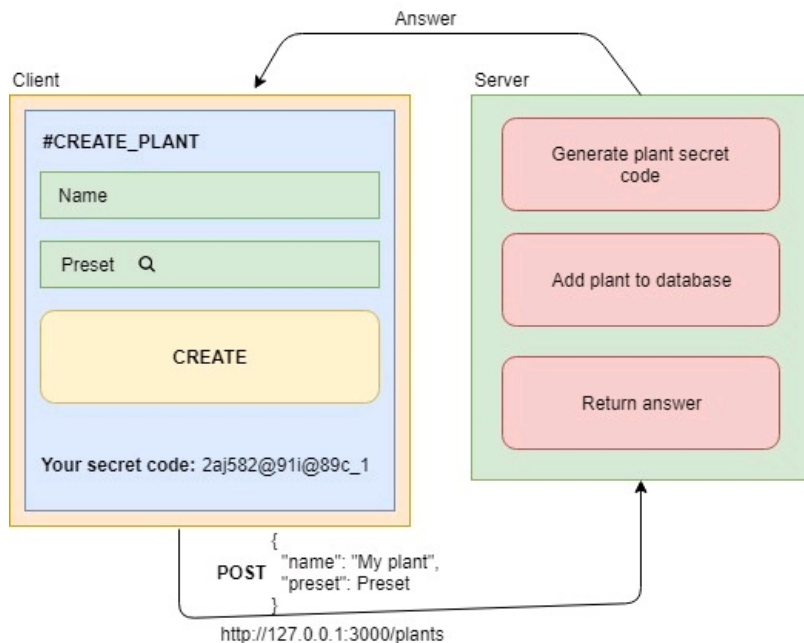 Answer
Client
#CREATE_PLANT
Name
Preset
CREATE
Your secret code: 2aj582@91i@89c_1
Server
Generate plant secret
code
Add plant to database
Return answer
POST
{
"name": "My plant",
"preset": Preset
}
http://127.0.0.1:3000/plants